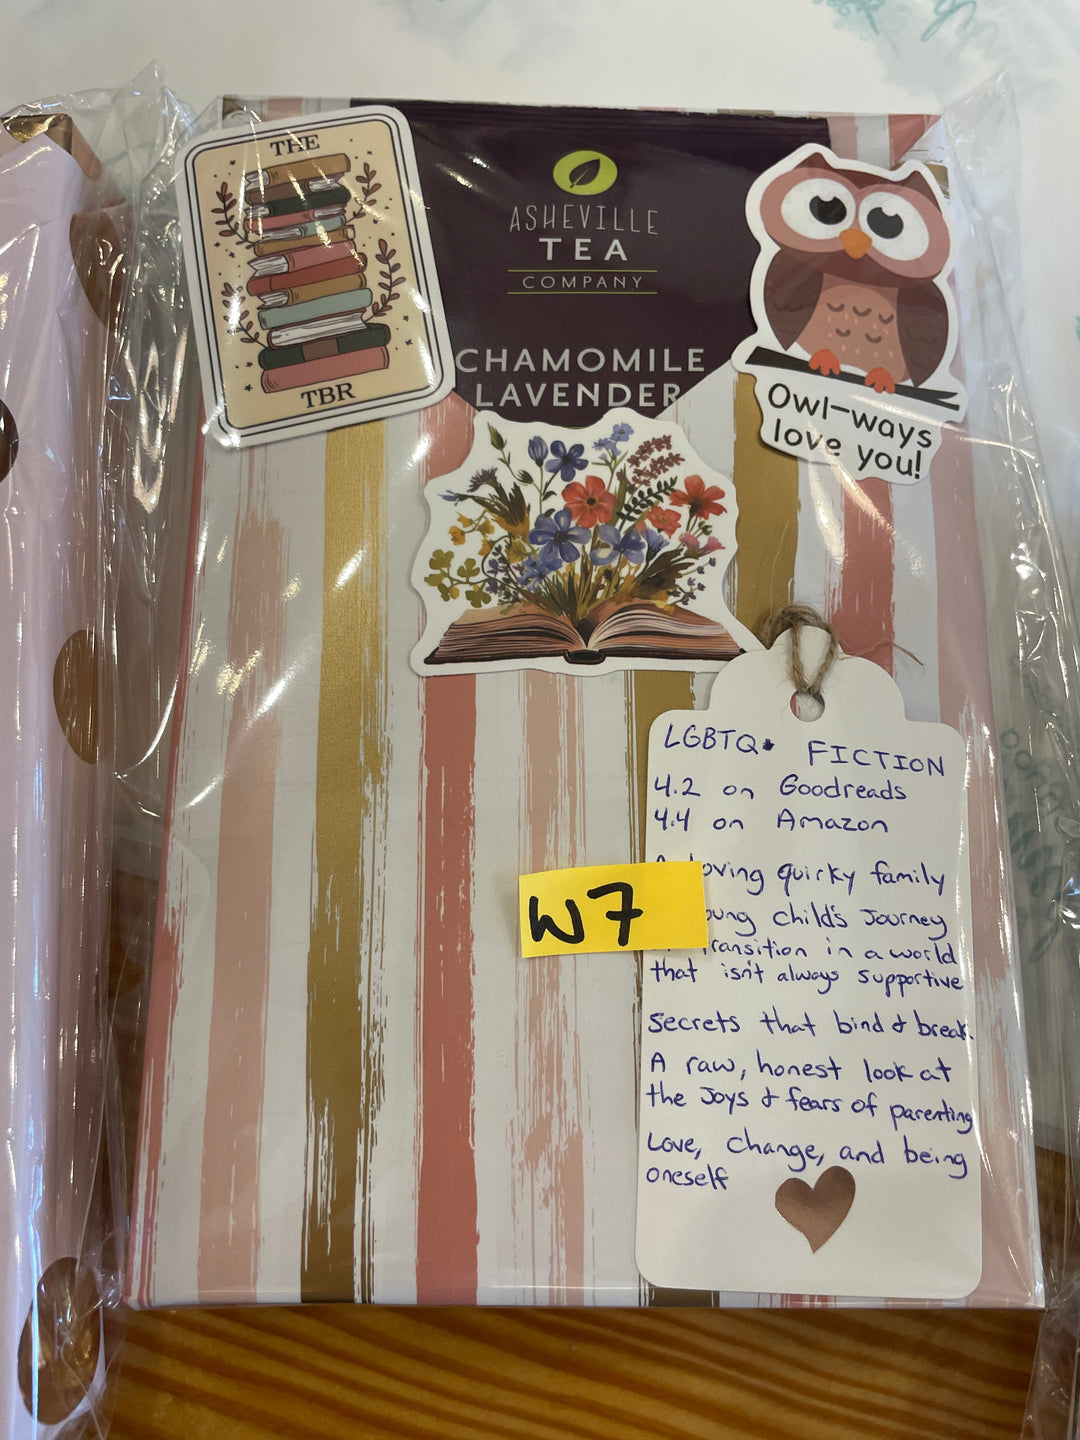 THE
TBR
ASHEVILLE
TEA
COMPANY
CHAMOMILE
LAVENDER
Owl-ways
love you!
LGBTQ+ FICTION
4.2 on Goodreads
4.4 on Amazon
quirky family
child's Journey
in a world
that isn't always supportive
Secrets that bind & break
A raw, honest look at
the Joys & fears of parenting
Love, change, and being
oneself
W7